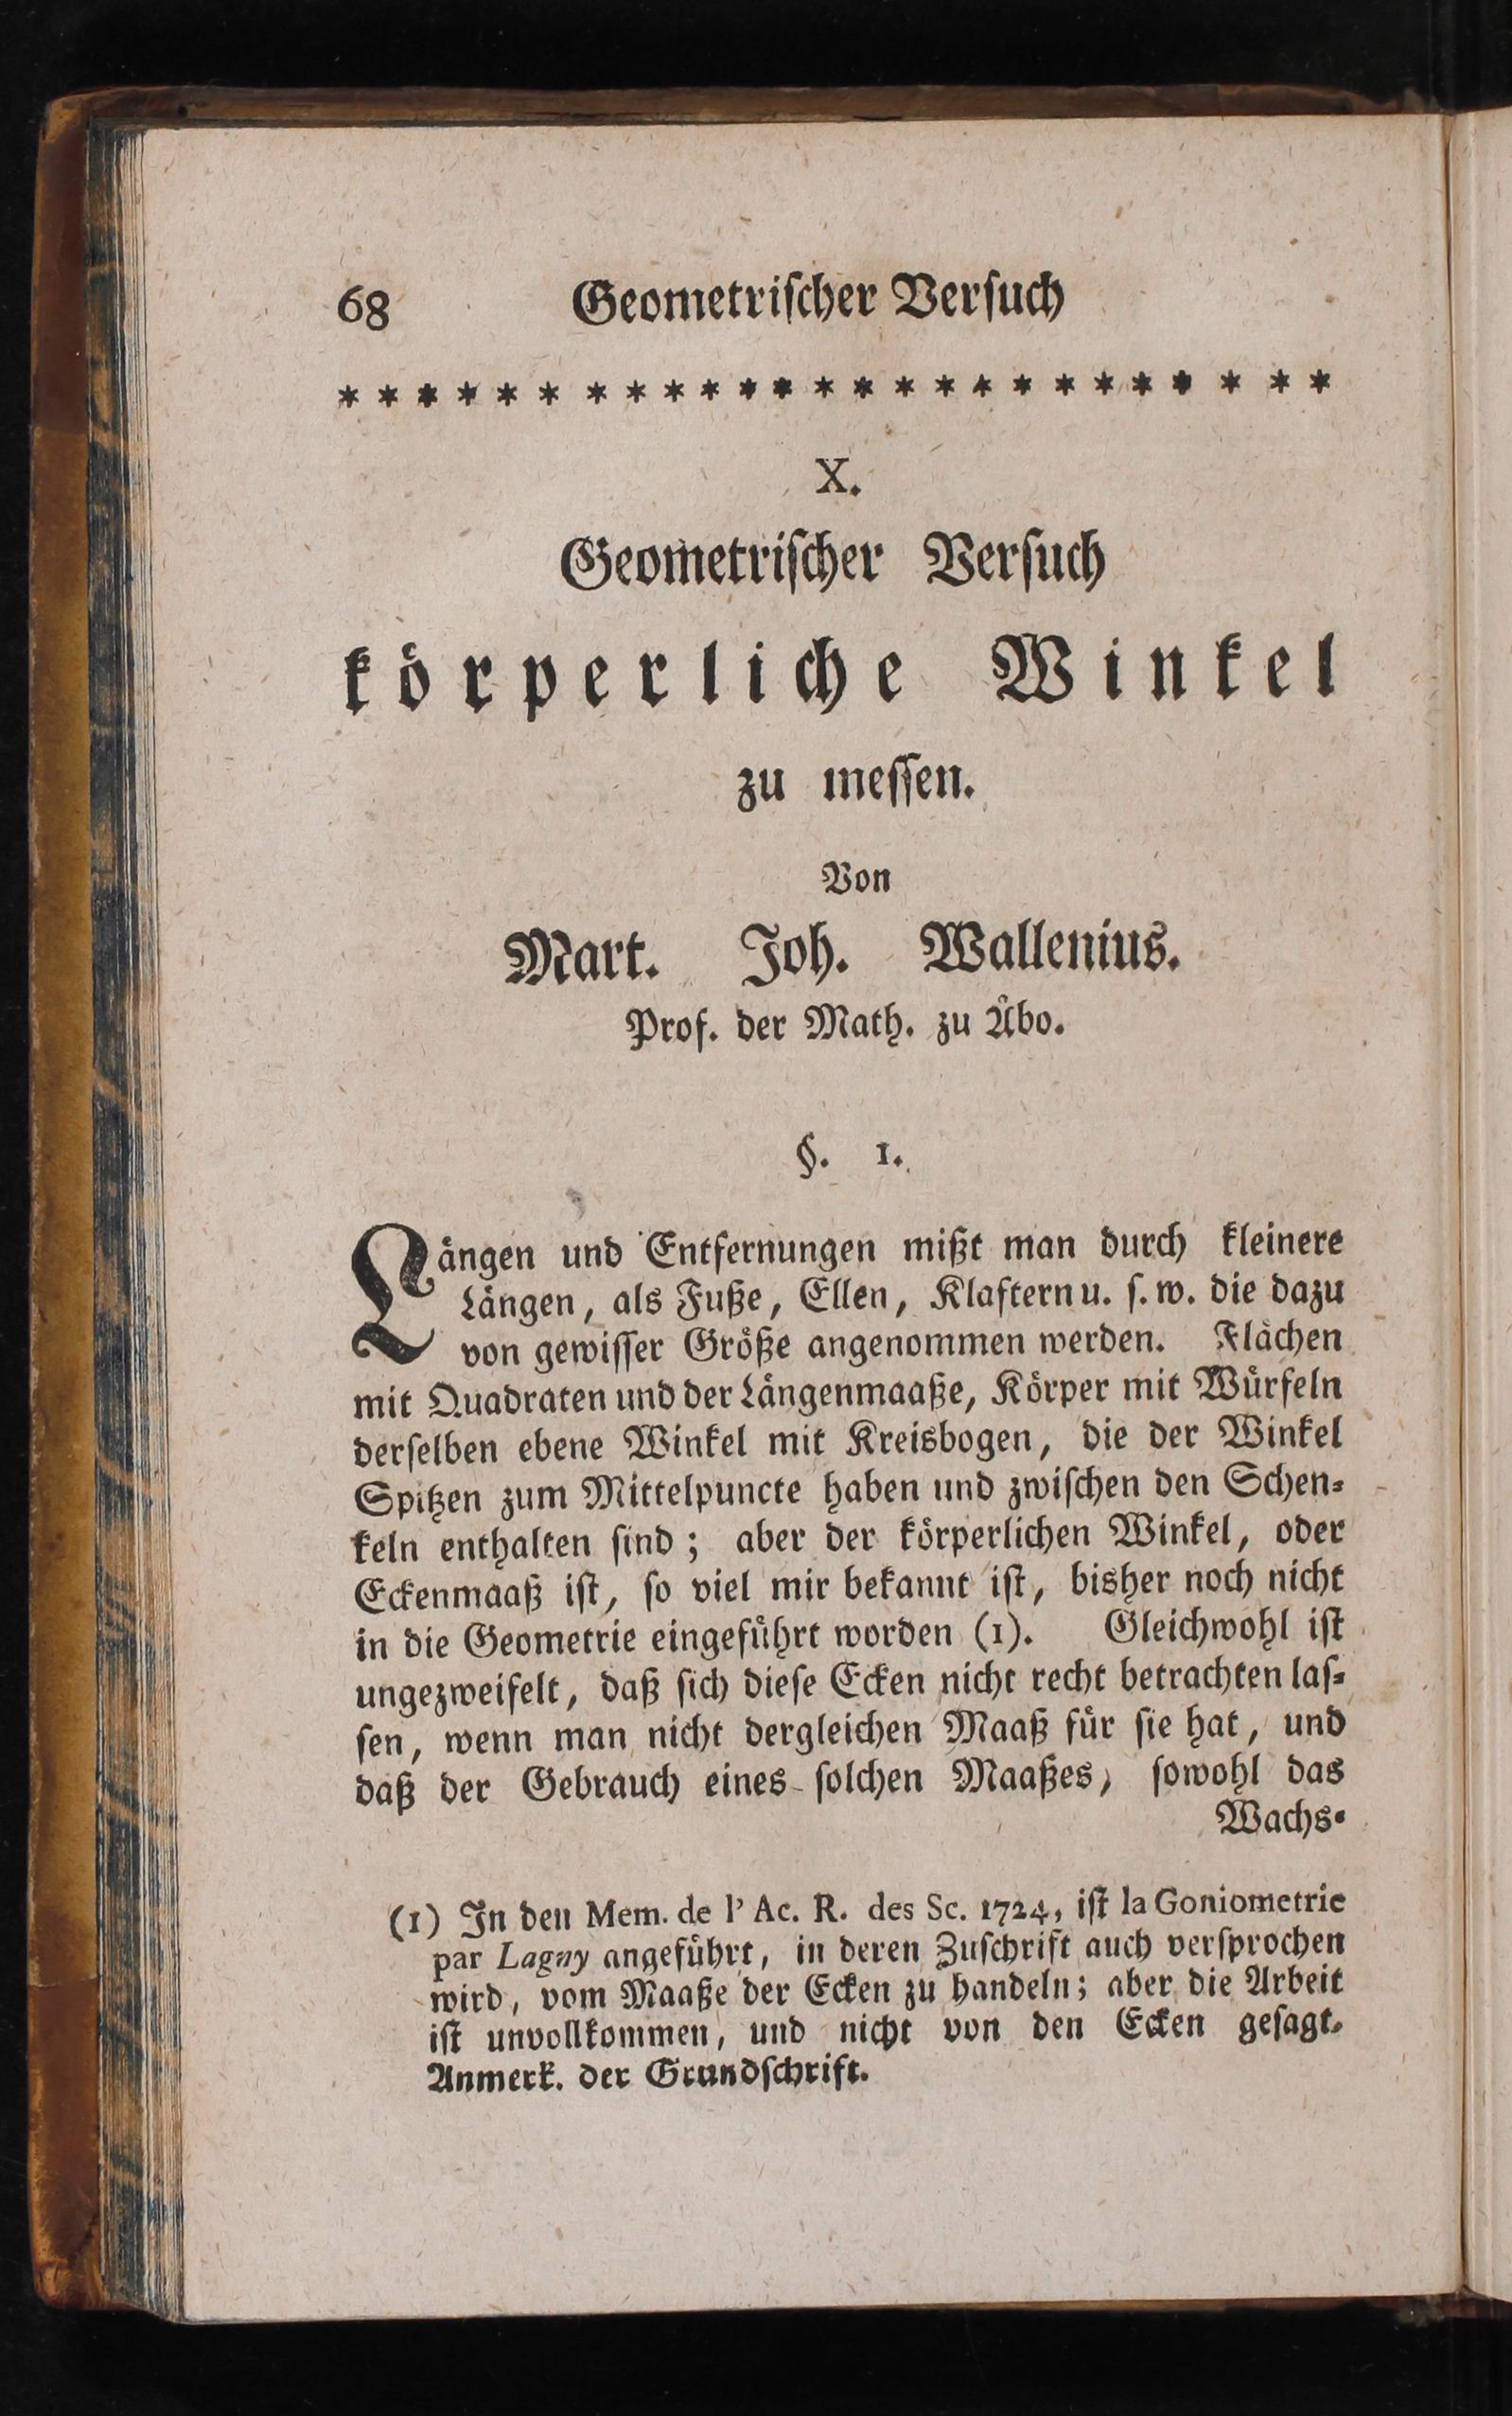 68 Geometriſcher Verſuch
* * * * * * * * * * * * * * * * * * * * * * * * *
X.
Geometriſcher Verſuch
körperliche Winkel
zu meſſen.
Von
Mart. Joh. Wallenius.
Prof. der Math. zu Åbo.
§. 1.
Längen und Entfernungen mißt man durch kleinere
Längen, als Fuße, Ellen, Klaftern u. ſ. w. die dazu
von gewiſſer Größe angenommen werden. Flächen
mit Quadraten und der Längenmaaße, Körper mit Würfeln
derſelben ebene Winkel mit Kreisbogen, die der Winkel
Spitzen zum Mittelpuncte haben und zwiſchen den Schen⸗
keln enthalten ſind; aber der körperlichen Winkel, oder
Eckenmaaß iſt, ſo viel mir bekannt iſt, bisher noch nicht
in die Geometrie eingeführt worden (1). Gleichwohl iſt
ungezweifelt, daß ſich dieſe Ecken nicht recht betrachten laſ⸗
ſen, wenn man nicht dergleichen Maaß für ſie hat, und
daß der Gebrauch eines ſolchen Maaßes, ſowohl das
Wachs⸗
(1) In den Mem. de l' Ac. R. des Sc. 1724, iſt la Goniometrie
par Lagny angeführt, in deren Zuſchrift auch verſprochen
wird, vom Maaße der Ecken zu handeln; aber die Arbeit
iſt unvollkommen, und nicht von den Ecken geſagt.
Anmerk. der Grundſchrift.